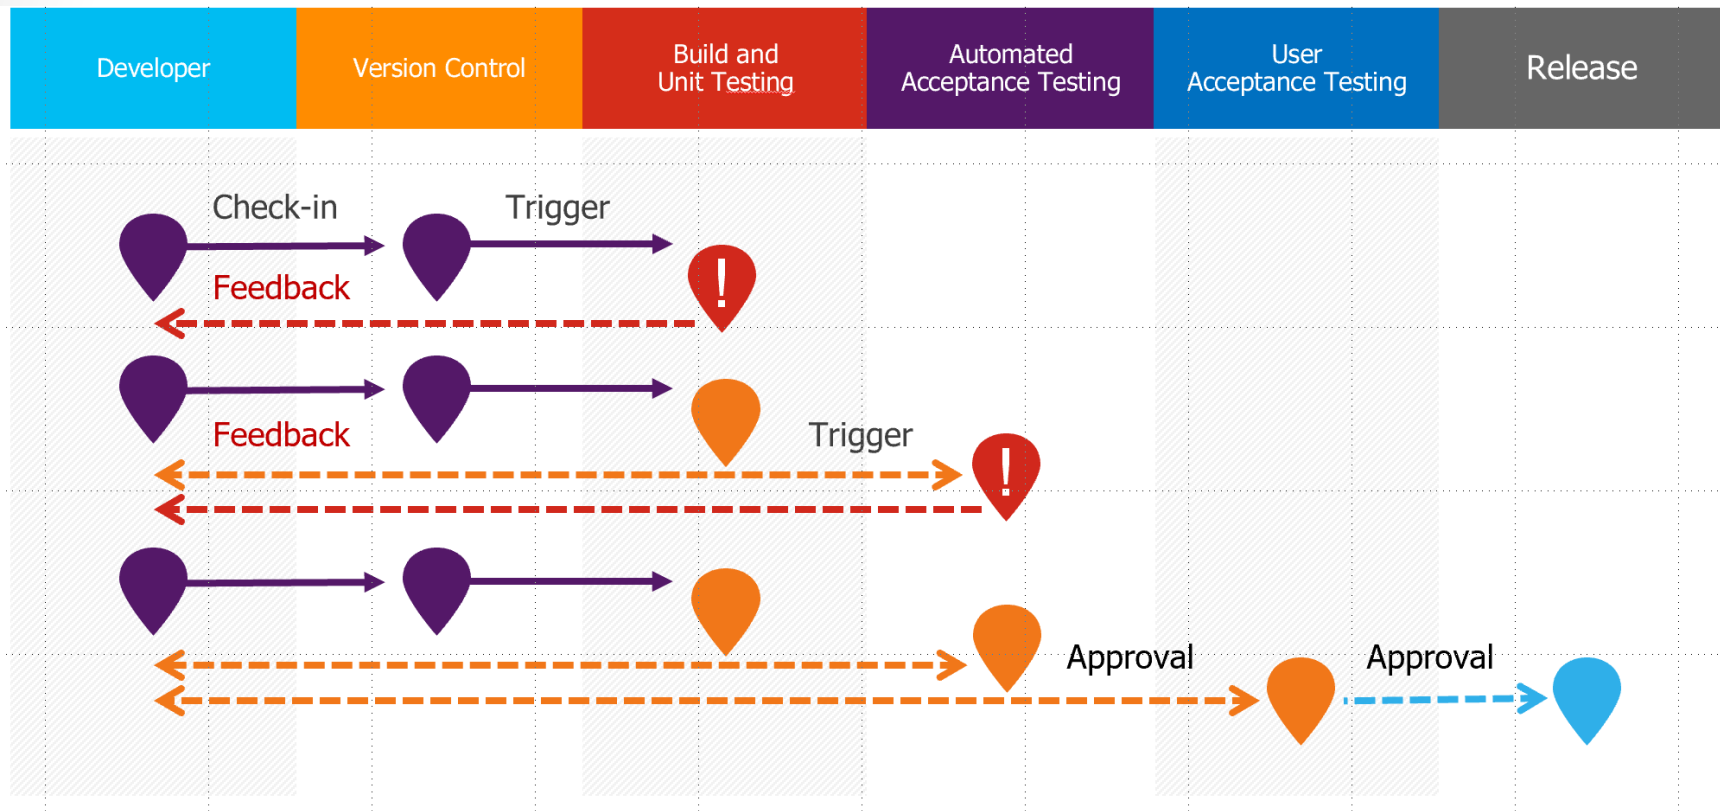 Developer
Version Control
Build and
Unit Testing
Automated
Acceptance Testing
User
Acceptance Testing
Release
Check-in
Trigger
Feedback
!
Feedback
Trigger
!
Approval
Approval